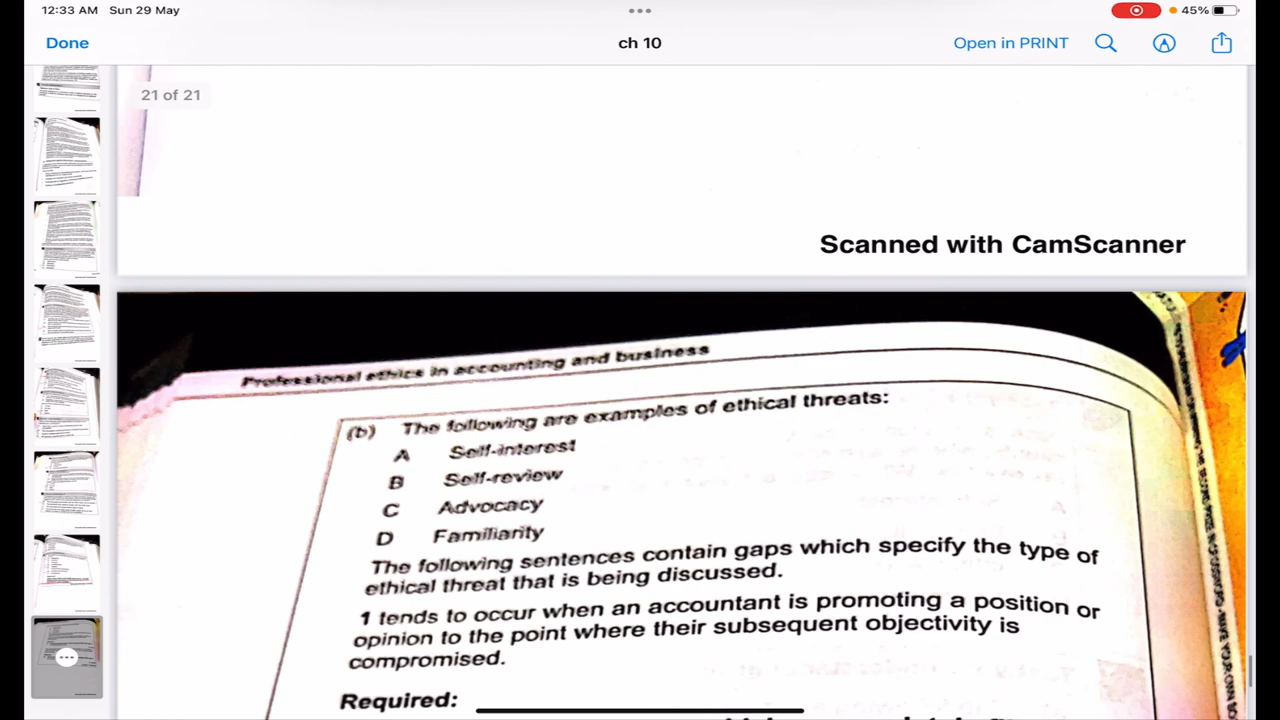 12:33 AM Sun 29 May
45%
Done
ch 10
Open in PRINT
21 of 21
Scanned with CamScanner
Professional ethics in accounting and business
(b) The following are examples of ethical threats:
A Self-interest
B Self-review
C Advocacy
D Familiarity
The following sentences contain gaps which specify the type of
ethical threat that is being discussed.
1 tends to occur when an accountant is promoting a position or
opinion to the point where their subsequent objectivity is
compromised.
Required: